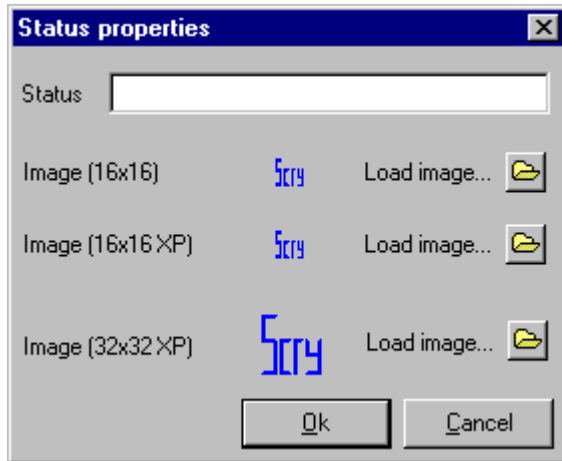 Status properties
Status
Image (16x16) Scry Load image...
Image (16x16 XP) Scry Load image...
Image (32x32 XP) Scry Load image...
Ok Cancel